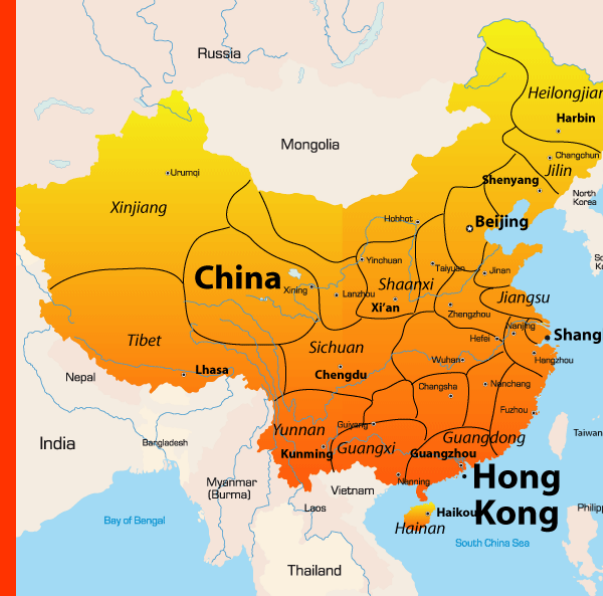 Russia
Heilongjian
Harbin
Mongolia
Changchun
Jilin
Urumqi
Shenyang
North
Korea
Xinjiang
Hohhot
Beijing
Yinchuan
Taiyuan
Jinan
China
Xining
Lanzhou
Shaanxi
Xi'an
Jiangsu
Zhengzhou
Nanjing
Shang
Hefei
Tibet
Sichuan
Wuhan
Hangzhou
Lhasa
Chengdu
Nepal
Changsha
Nanchang
Fuzhou
Yunnan
Guiyang
Taiwan
India
Bangladesh
Kunming
Guangxi
Guangdong
Guangzhou
Myanmar
(Burma)
Nanning
Hong
Kong
Vietnam
Laos
Haikou
Hainan
Philipp
Bay of Bengal
South China Sea
Thailand